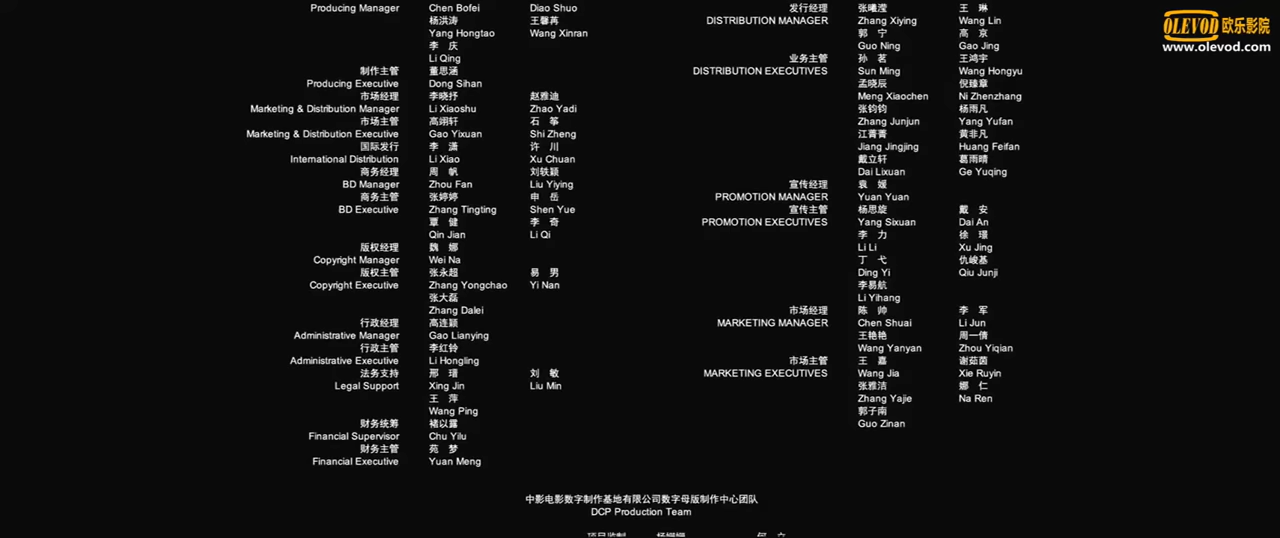 Producing Manager Chen Bofei Diao Shuo
杨洪涛 王馨苒
Yang Hongtao Wang Xinran
李 庆
Li Qing
制作主管 董思涵
Producing Executive Dong Sihan
市场经理 李晓抒 赵雅迪
Marketing & Distribution Manager Li Xiaoshu Zhao Yadi
市场主管 高翊轩 石 筝
Marketing & Distribution Executive Gao Yixuan Shi Zheng
国际发行 李 潇 许 川
International Distribution Li Xiao Xu Chuan
商务经理 周 帆 刘轶颖
BD Manager Zhou Fan Liu Yiying
商务主管 张婷婷 申 岳
BD Executive Zhang Tingting Shen Yue
覃 健 李 奇
Qin Jian Li Qi
版权经理 魏 娜
Copyright Manager Wei Na
版权主管 张永超 易 男
Copyright Executive Zhang Yongchao Yi Nan
张大磊
Zhang Dalei
行政经理 高连颖
Administrative Manager Gao Lianying
行政主管 李红铃
Administrative Executive Li Hongling
法务支持 邢 瑨 刘 敏
Legal Support Xing Jin Liu Min
王 萍
Wang Ping
财务统筹 褚以露
Financial Supervisor Chu Yilu
财务主管 苑 梦
Financial Executive Yuan Meng
发行经理 张曦滢 王 琳
DISTRIBUTION MANAGER Zhang Xiying Wang Lin
郭 宁 高 京
Guo Ning Gao Jing
业务主管 孙 茗 王鸿宇
DISTRIBUTION EXECUTIVES Sun Ming Wang Hongyu
孟晓辰 倪臻章
Meng Xiaochen Ni Zhenzhang
张钧钧 杨雨凡
Zhang Junjun Yang Yufan
江菁菁 黄非凡
Jiang Jingjing Huang Feifan
戴立轩 葛雨晴
Dai Lixuan Ge Yuqing
宣传经理 袁 媛
PROMOTION MANAGER Yuan Yuan
宣传主管 杨思旋 戴 安
PROMOTION EXECUTIVES Yang Sixuan Dai An
李 力 徐 璟
Li Li Xu Jing
丁 弋 仇峻基
Ding Yi Qiu Junji
李易航
Li Yihang
市场经理 陈 帅 李 军
MARKETING MANAGER Chen Shuai Li Jun
王艳艳 周一倩
Wang Yanyan Zhou Yiqian
市场主管 王 嘉 谢茹茵
MARKETING EXECUTIVES Wang Jia Xie Ruyin
张雅洁 娜 仁
Zhang Yajie Na Ren
郭子南
Guo Zinan
中影电影数字制作基地有限公司数字母版制作中心团队
DCP Production Team
OLEVOD 欧乐影院
www.olevod.com